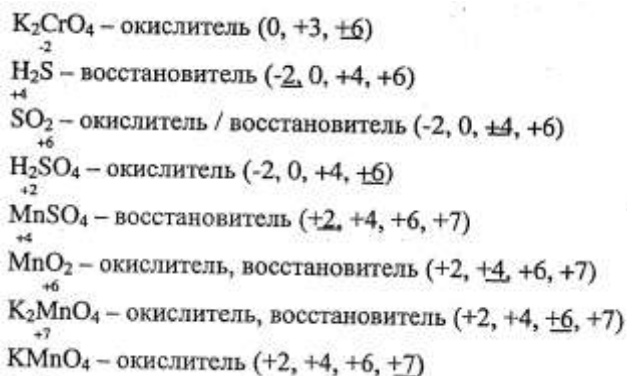 K₂CrO₄ – окислитель (0, +3, +6)
-2
H₂S – восстановитель (-2, 0, +4, +6)
+4
SO₂ – окислитель / восстановитель (-2, 0, +4, +6)
+6
H₂SO₄ – окислитель (-2, 0, +4, +6)
+2
MnSO₄ – восстановитель (+2, +4, +6, +7)
+4
MnO₂ – окислитель, восстановитель (+2, +4, +6, +7)
+6
K₂MnO₄ – окислитель, восстановитель (+2, +4, +6, +7)
+7
KMnO₄ – окислитель (+2, +4, +6, +7)